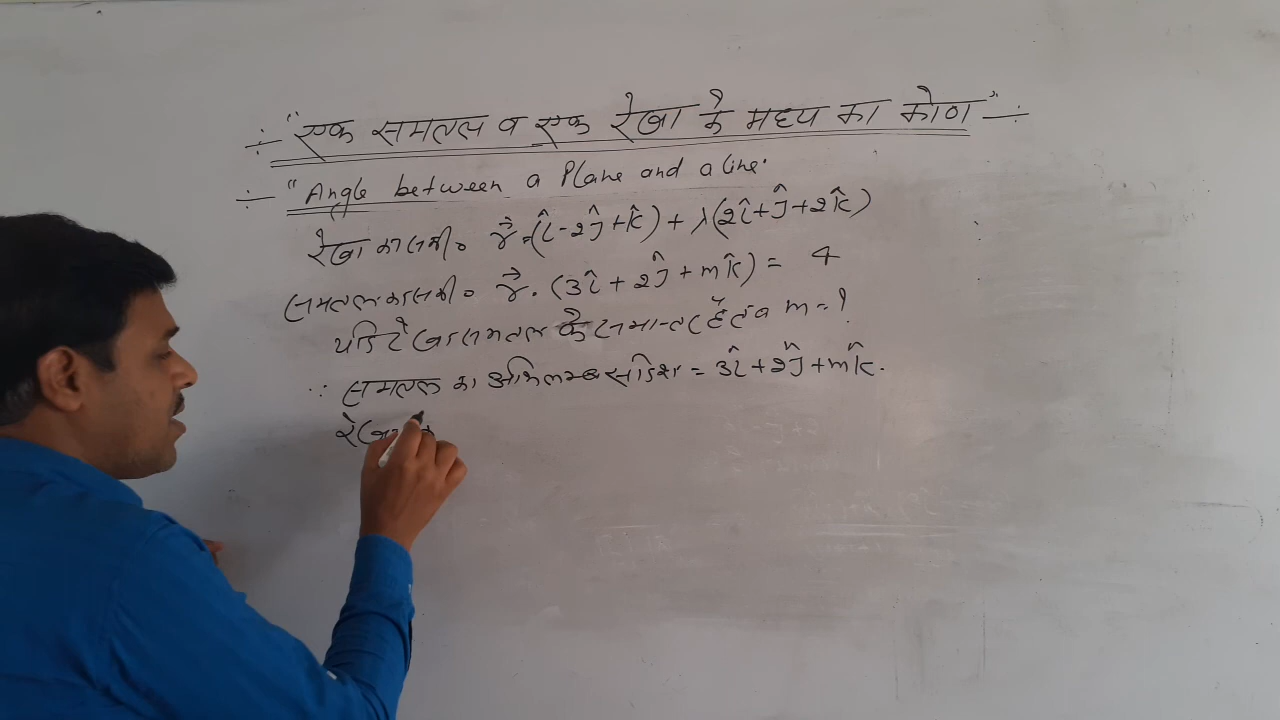 ÷ "एक समतल व एक रेखा के मध्य का कोण" ÷
÷ "Angle between a Plane and a line.
रेखा का समी० r⃗ = (î - 2ĵ + k̂) + λ(2î + ĵ + 2k̂)
समतल का समी० r⃗ . (3î + 2ĵ + mk̂) = 4
यदि रेखा समतल के समान्तर है तब m = ?
∵ समतल का अभिलम्ब सदिश = 3î + 2ĵ + mk̂.
रेखा